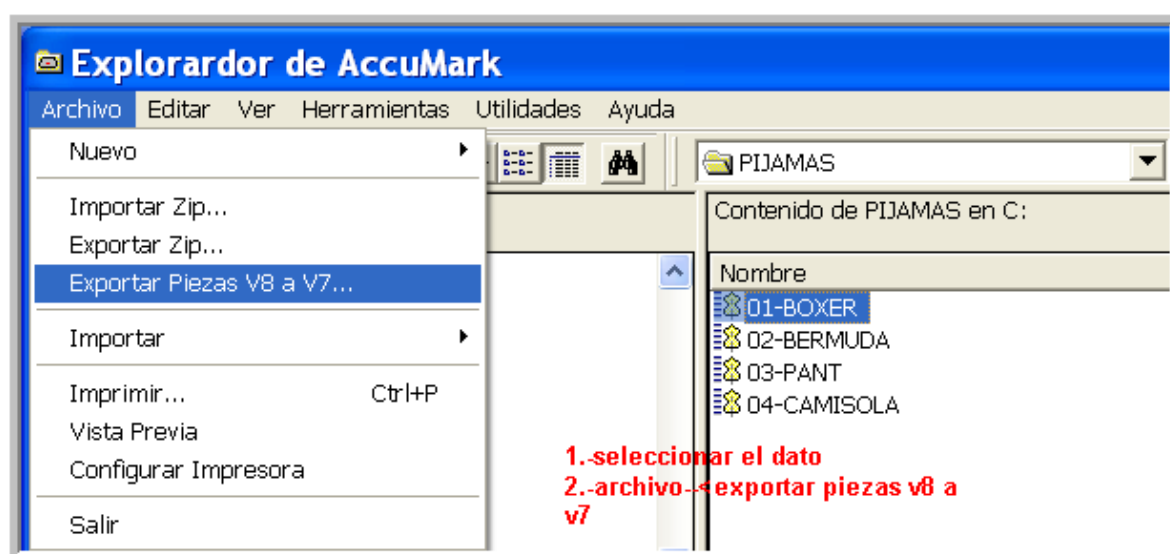 Explorardor de AccuMark
Archivo Editar Ver Herramientas Utilidades Ayuda
Nuevo
Importar Zip...
Exportar Zip...
Exportar Piezas V8 a V7...
Importar
Imprimir... Ctrl+P
Vista Previa
Configurar Impresora
Salir
PIJAMAS
Contenido de PIJAMAS en C:
Nombre
01-BOXER
02-BERMUDA
03-PANT
04-CAMISOLA
1.-seleccionar el dato
2.-archivo--<exportar piezas v8 a
v7